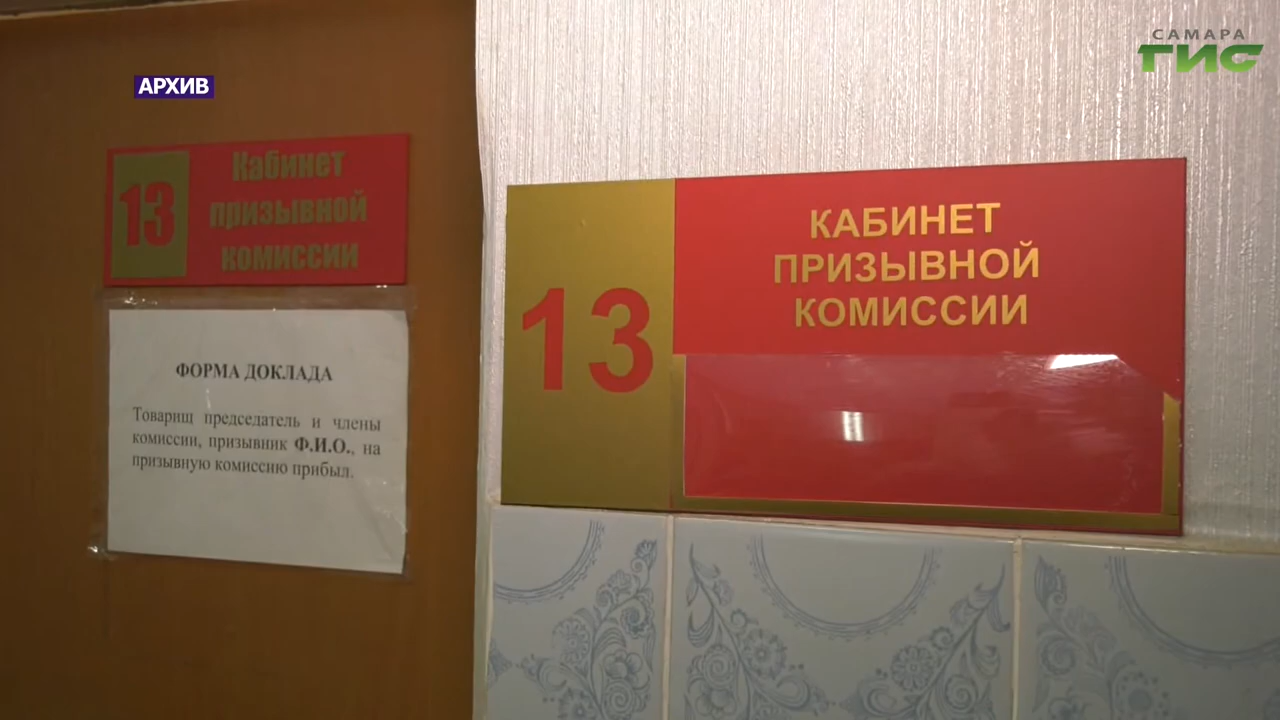 САМАРА
ГИС
АРХИВ
13
Кабинет
призывной
комиссии
ФОРМА ДОКЛАДА
Товарищ председатель и члены
комиссии, призывник Ф.И.О., на
призывную комиссию прибыл.
13
КАБИНЕТ
ПРИЗЫВНОЙ
КОМИССИИ